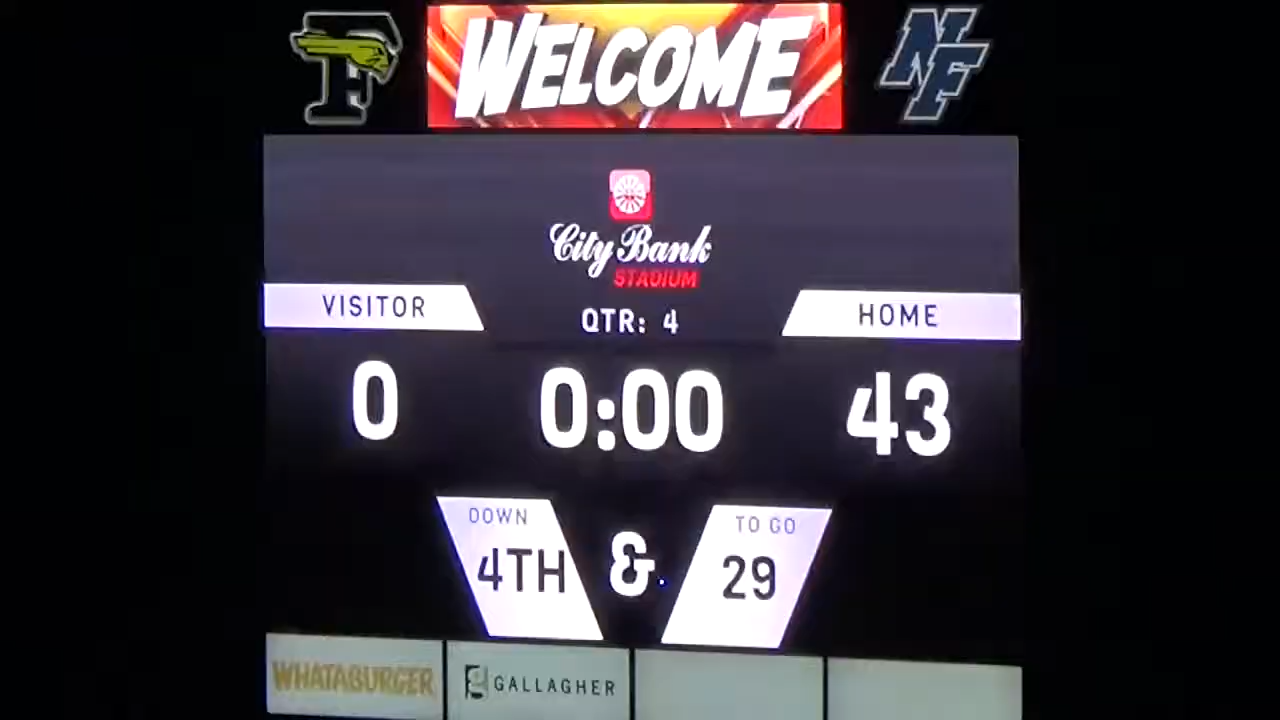 F
WELCOME
NF
City Bank
STADIUM
VISITOR
QTR: 4
HOME
0
0:00
43
DOWN
4TH
&
TO GO
29
WHATABURGER
GALLAGHER